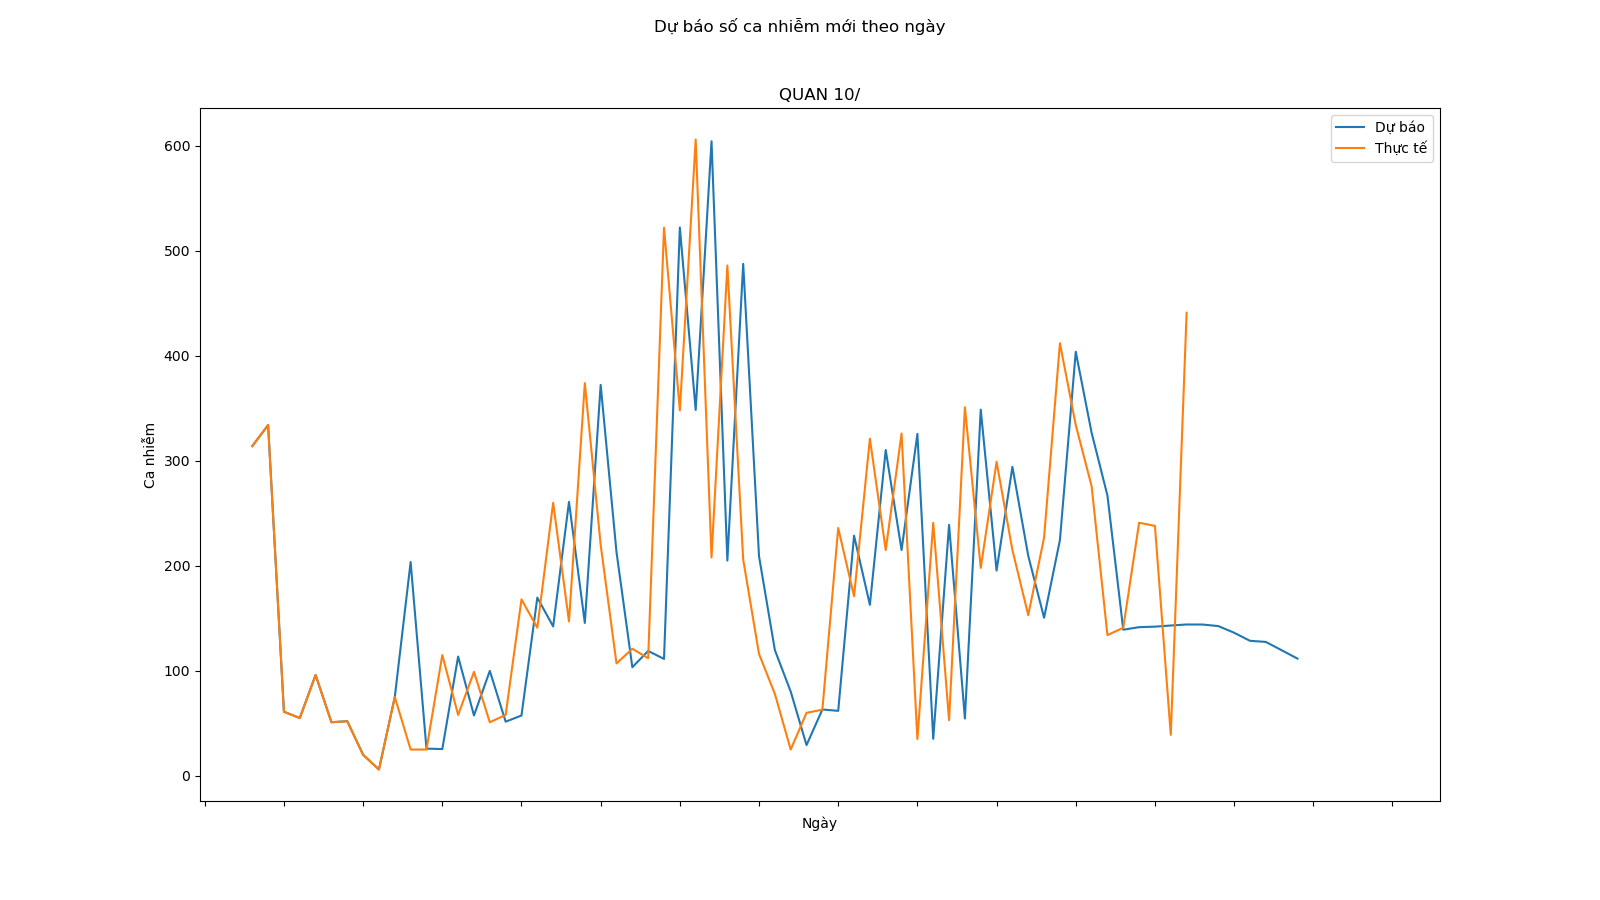 Dự báo số ca nhiễm mới theo ngày
QUAN 10/
Dự báo
Thực tế
600
500
400
300
200
100
0
Ca nhiễm
Ngày